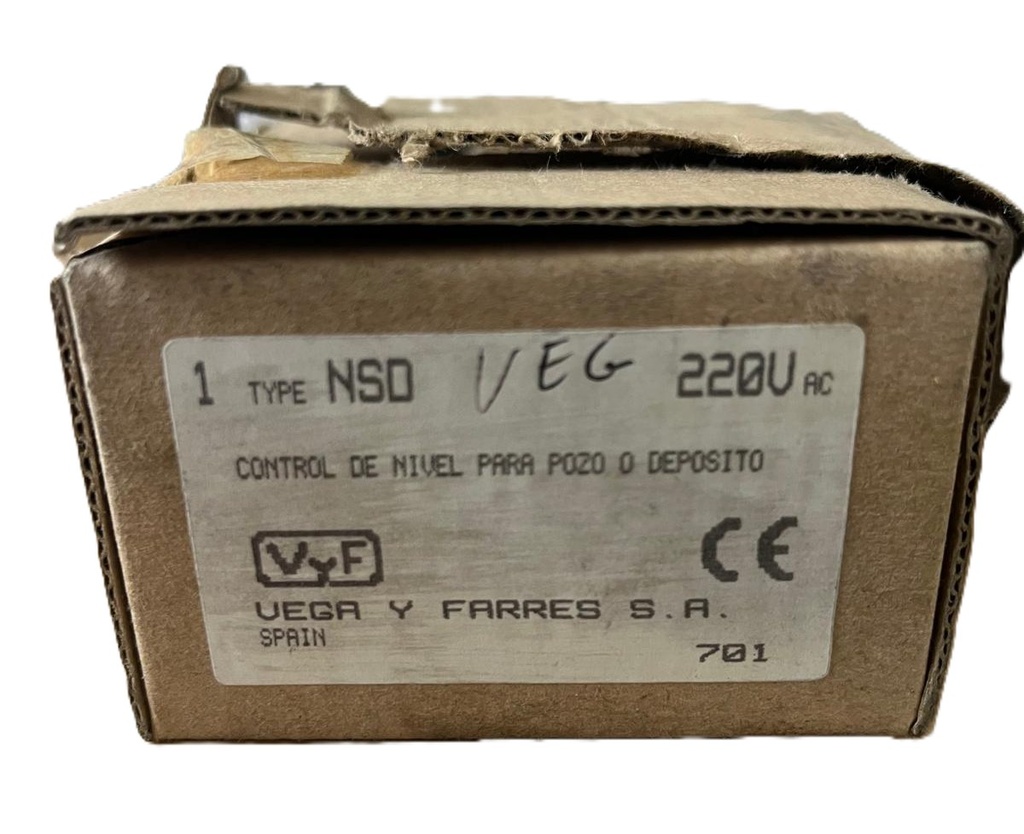 1 TYPE NSD VEG 220V AC
CONTROL DE NIVEL PARA POZO O DEPOSITO
VyF CE
VEGA Y FARRES S.A.
SPAIN
701